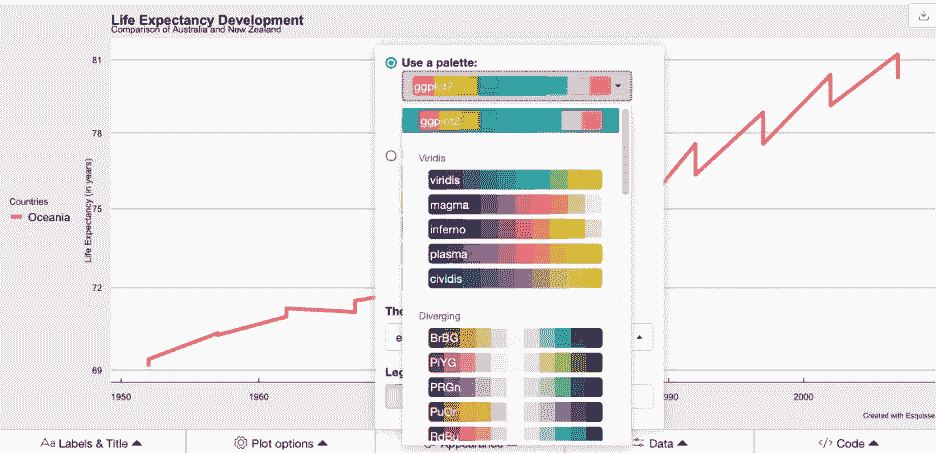 Life Expectancy Development
Comparison of Australia and New Zealand
Use a palette:
ggplot2
ggplot2
Viridis
viridis
magma
inferno
plasma
cividis
Diverging
BrBG
PiYG
PRGn
PuOr
RdBu
81
78
75
72
69
Life Expectancy (in years)
Countries
Oceania
The
Leg
1950
1960
990
2000
Created with Esquisse
Aa Labels & Title
Plot options
Appearance
Data
</> Code